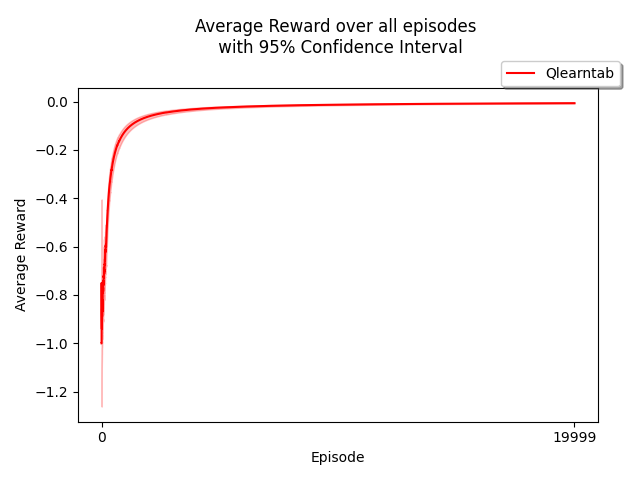 Average Reward over all episodes
with 95% Confidence Interval
Qlearntab
0.0
−0.2
−0.4
−0.6
−0.8
−1.0
−1.2
Average Reward
0
19999
Episode